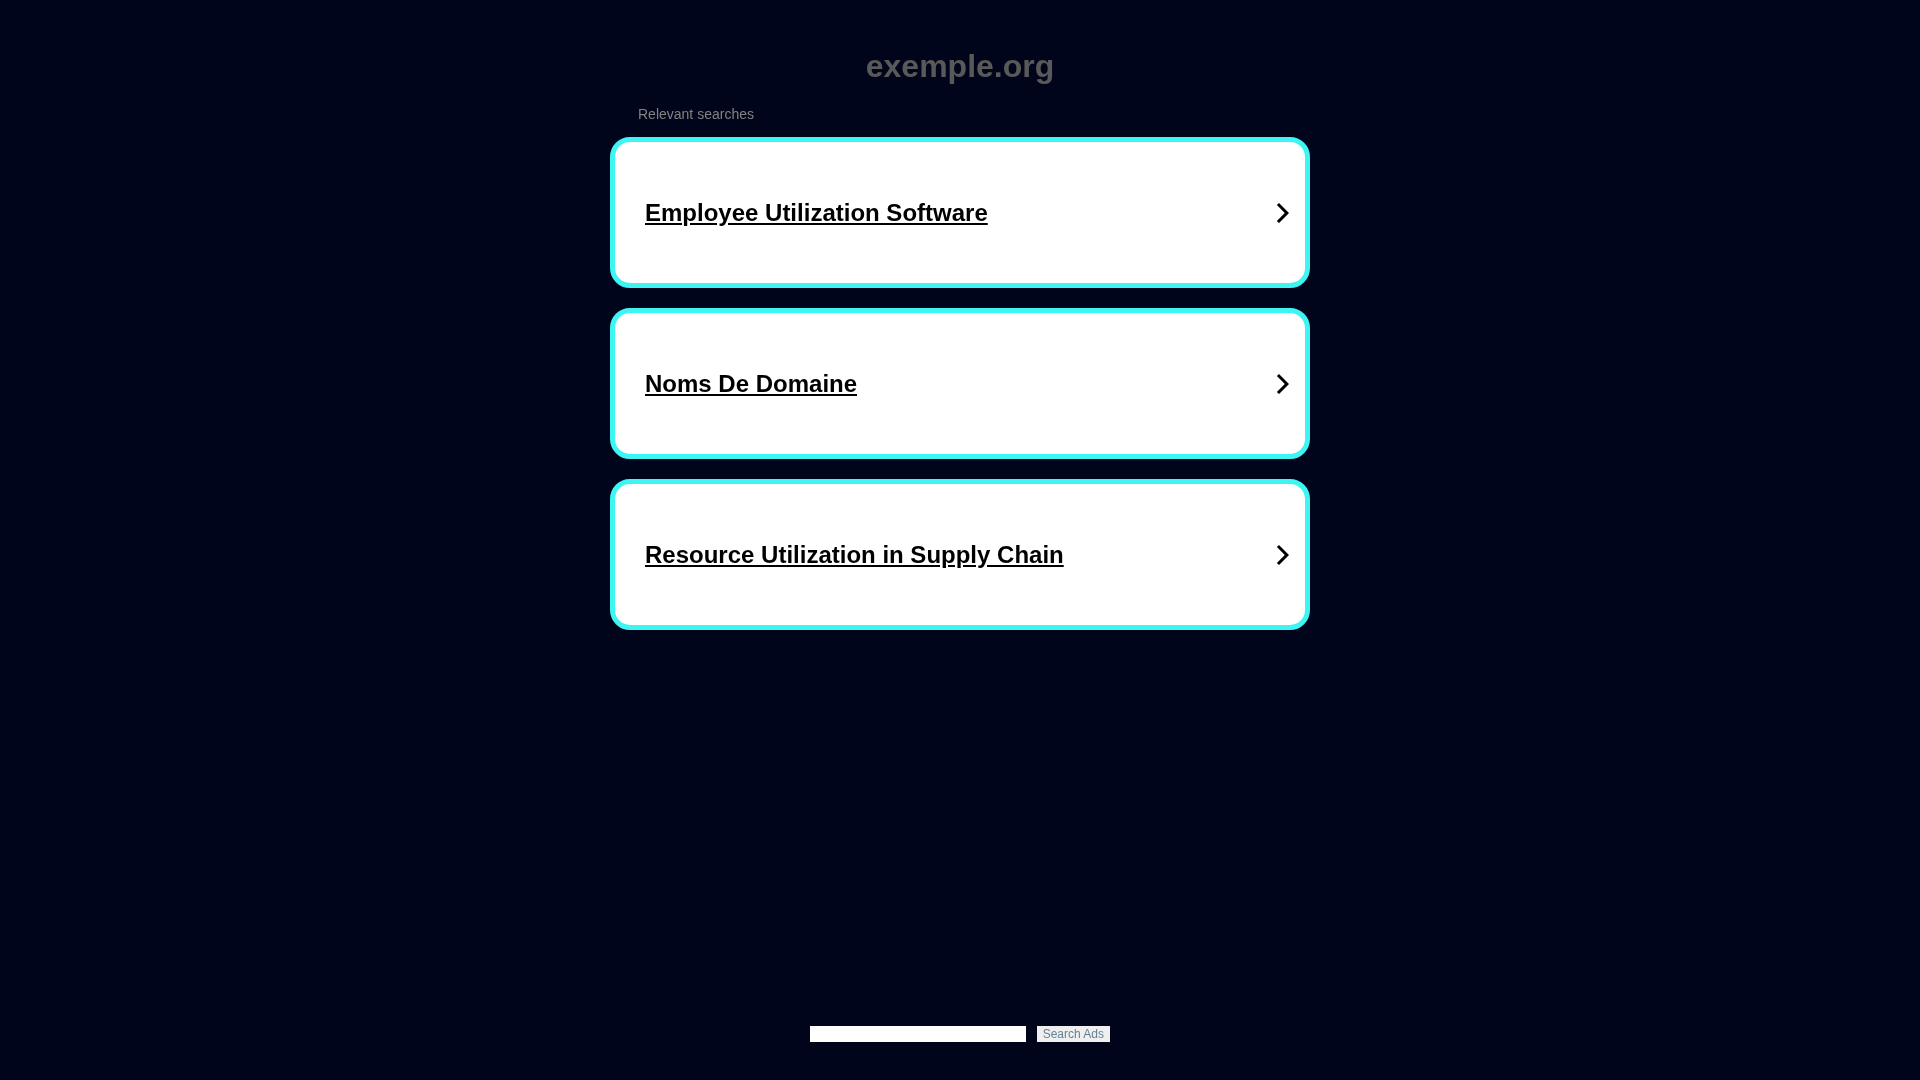 exemple.org
Relevant searches
Employee Utilization Software
Noms De Domaine
Resource Utilization in Supply Chain
Search Ads